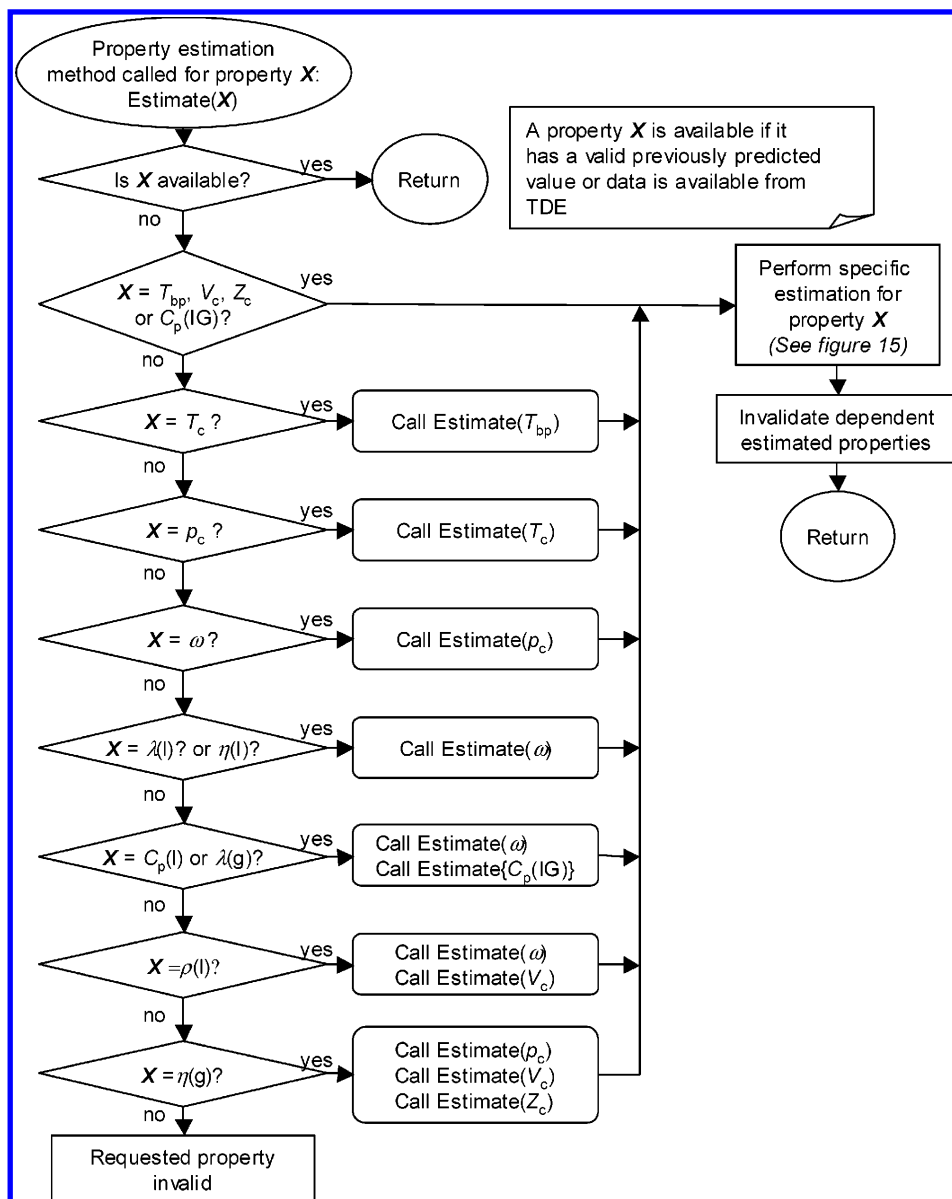 Property estimation
method called for property X:
Estimate(X)
A property X is available if it
has a valid previously predicted
value or data is available from
TDE
Is X available?
yes
Return
no
X = Tbp, Vc, Zc
or Cp(IG)?
yes
Perform specific
estimation for
property X
(See figure 15)
no
X = Tc ?
yes
Call Estimate(Tbp)
Invalidate dependent
estimated properties
no
X = pc ?
yes
Call Estimate(Tc)
Return
no
X = ω?
yes
Call Estimate(pc)
no
X = λ(l)? or η(l)?
yes
Call Estimate(ω)
no
X = Cp(l) or λ(g)?
yes
Call Estimate(ω)
Call Estimate{Cp(IG)}
no
X =ρ(l)?
yes
Call Estimate(ω)
Call Estimate(Vc)
no
X =η(g)?
yes
Call Estimate(pc)
Call Estimate(Vc)
Call Estimate(Zc)
no
Requested property
invalid